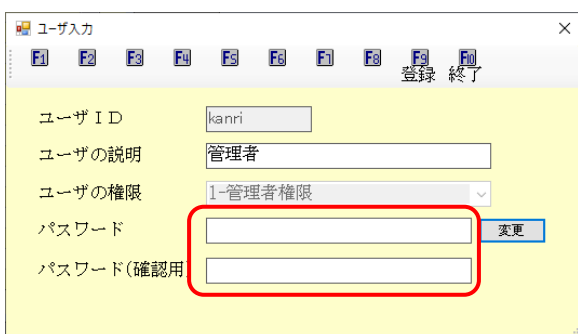 ユーザ入力
F1 F2 F3 F4 F5 F6 F7 F8 F9 F10
登録 終了
ユーザID kanri
ユーザの説明 管理者
ユーザの権限 1-管理者権限
パスワード 変更
パスワード(確認用)